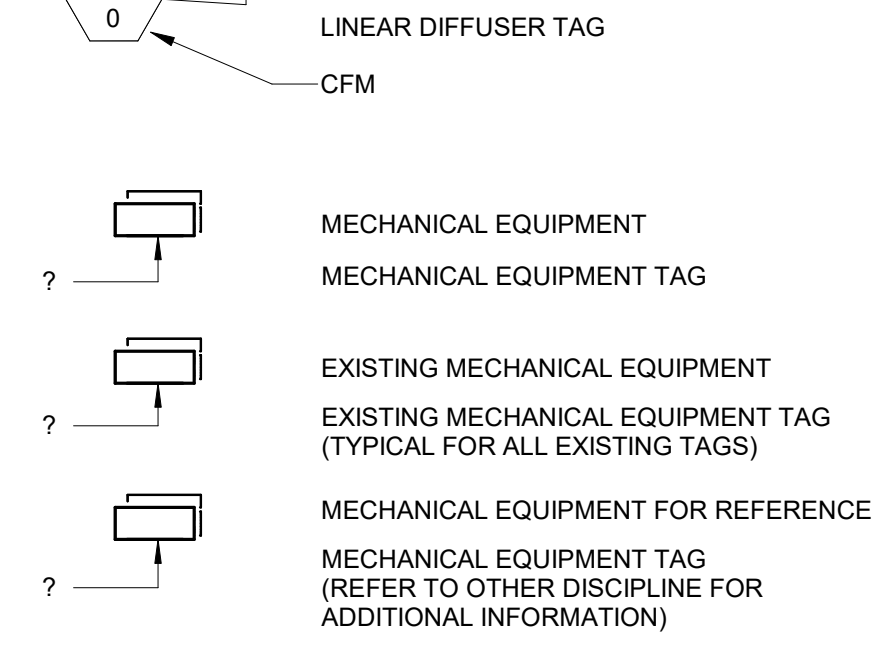 0
LINEAR DIFFUSER TAG
CFM
MECHANICAL EQUIPMENT
? MECHANICAL EQUIPMENT TAG
EXISTING MECHANICAL EQUIPMENT
? EXISTING MECHANICAL EQUIPMENT TAG
(TYPICAL FOR ALL EXISTING TAGS)
MECHANICAL EQUIPMENT FOR REFERENCE
MECHANICAL EQUIPMENT TAG
? (REFER TO OTHER DISCIPLINE FOR
ADDITIONAL INFORMATION)